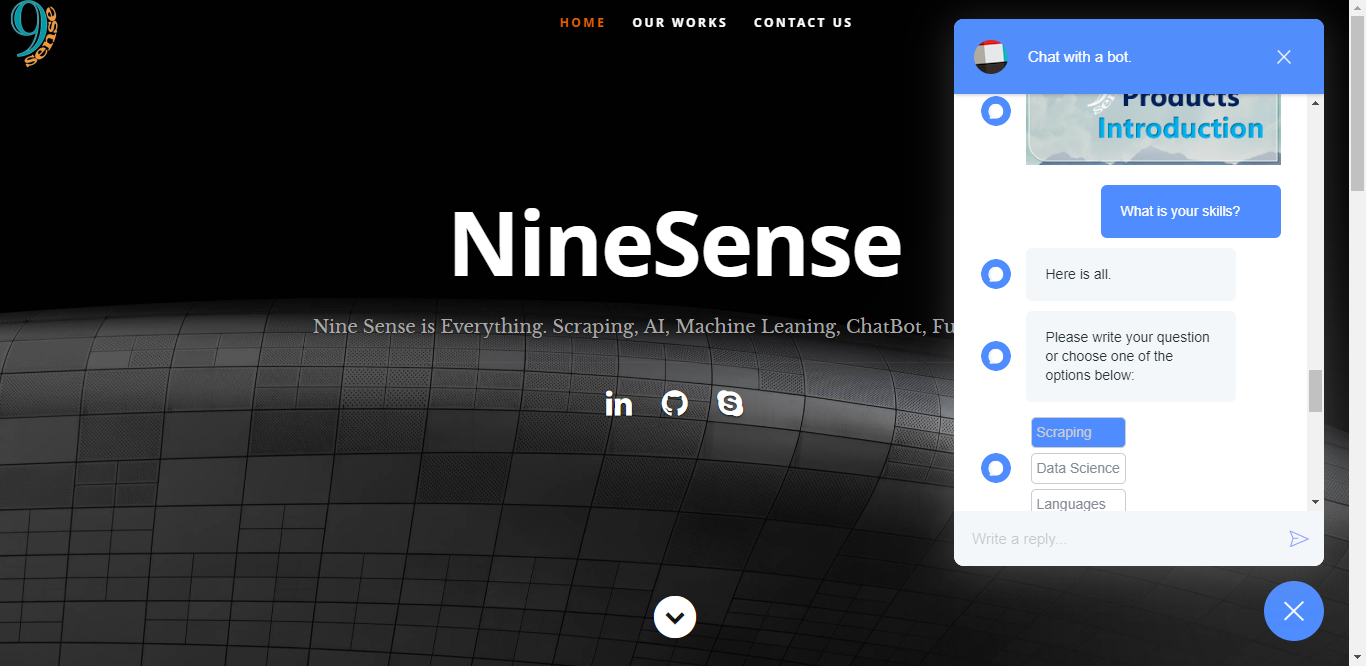 9
sense
HOME OUR WORKS CONTACT US
NineSense
Nine Sense is Everything. Scraping, AI, Machine Leaning, ChatBot, Fu
in
S
Chat with a bot.
Products
Introduction
What is your skills?
Here is all.
Please write your question
or choose one of the
options below:
Scraping
Data Science
Languages
Write a reply...